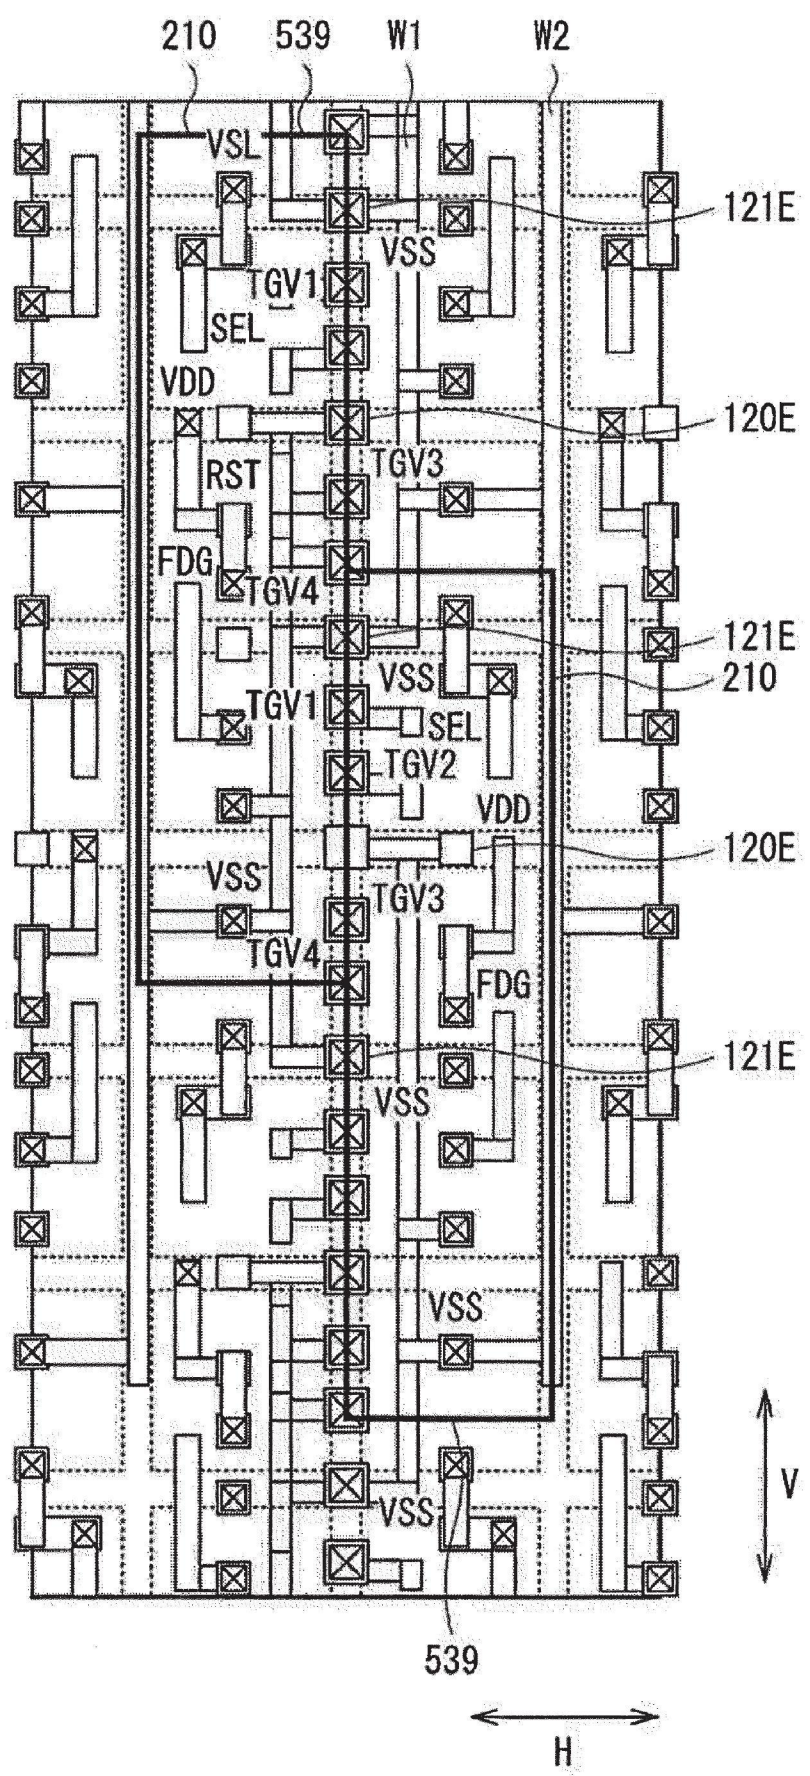 210 539 W1 W2
VSL
121E
VSS
TGV1
SEL
VDD
120E
TGV3
RST
FDG
TGV4
121E
VSS
210
TGV1
SEL
TGV2
VDD
120E
VSS
TGV3
TGV4
FDG
121E
VSS
VSS
V
VSS
539
H